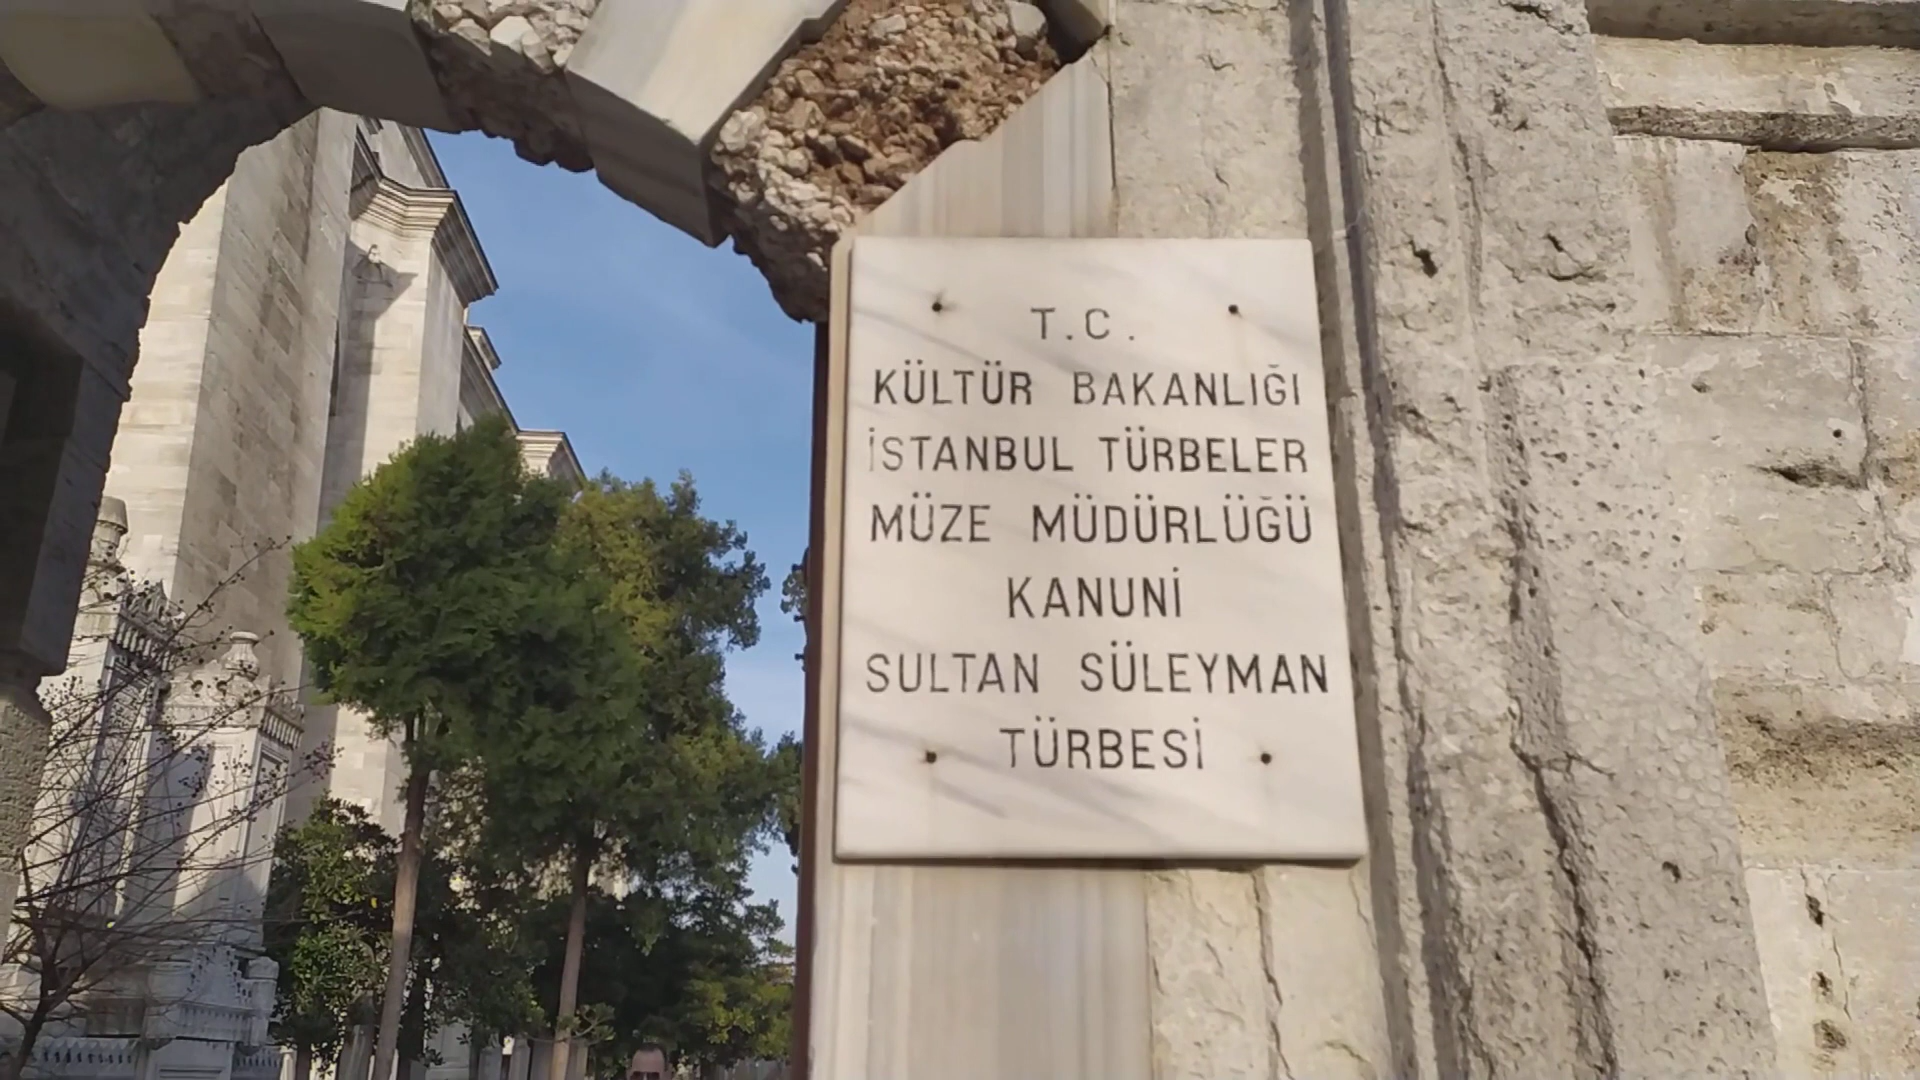 T.C.
KÜLTÜR BAKANLIĞI
İSTANBUL TÜRBELER
MÜZE MÜDÜRLÜĞÜ
KANUNİ
SULTAN SÜLEYMAN
TÜRBESİ